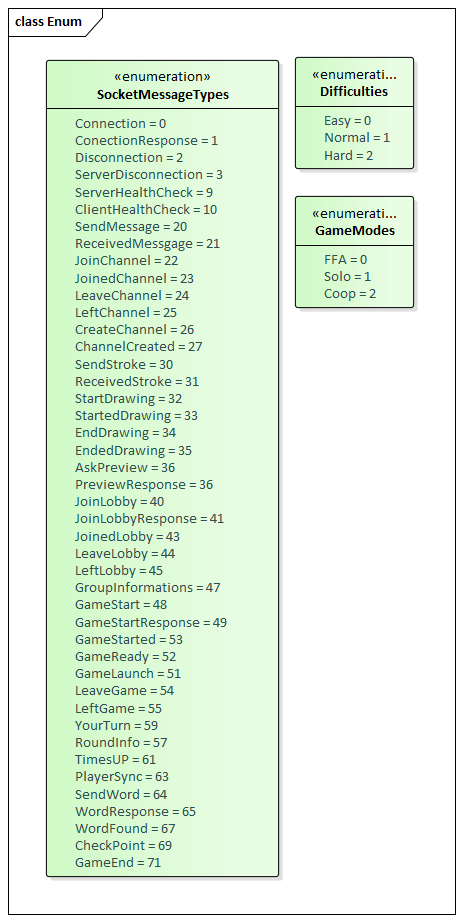 class Enum
«enumeration»
SocketMessageTypes
Connection = 0
ConectionResponse = 1
Disconnection = 2
ServerDisconnection = 3
ServerHealthCheck = 9
ClientHealthCheck = 10
SendMessage = 20
ReceivedMessgage = 21
JoinChannel = 22
JoinedChannel = 23
LeaveChannel = 24
LeftChannel = 25
CreateChannel = 26
ChannelCreated = 27
SendStroke = 30
ReceivedStroke = 31
StartDrawing = 32
StartedDrawing = 33
EndDrawing = 34
EndedDrawing = 35
AskPreview = 36
PreviewResponse = 36
JoinLobby = 40
JoinLobbyResponse = 41
JoinedLobby = 43
LeaveLobby = 44
LeftLobby = 45
GroupInformations = 47
GameStart = 48
GameStartResponse = 49
GameStarted = 53
GameReady = 52
GameLaunch = 51
LeaveGame = 54
LeftGame = 55
YourTurn = 59
RoundInfo = 57
TimesUP = 61
PlayerSync = 63
SendWord = 64
WordResponse = 65
WordFound = 67
CheckPoint = 69
GameEnd = 71
«enumerati...
Difficulties
Easy = 0
Normal = 1
Hard = 2
«enumerati...
GameModes
FFA = 0
Solo = 1
Coop = 2